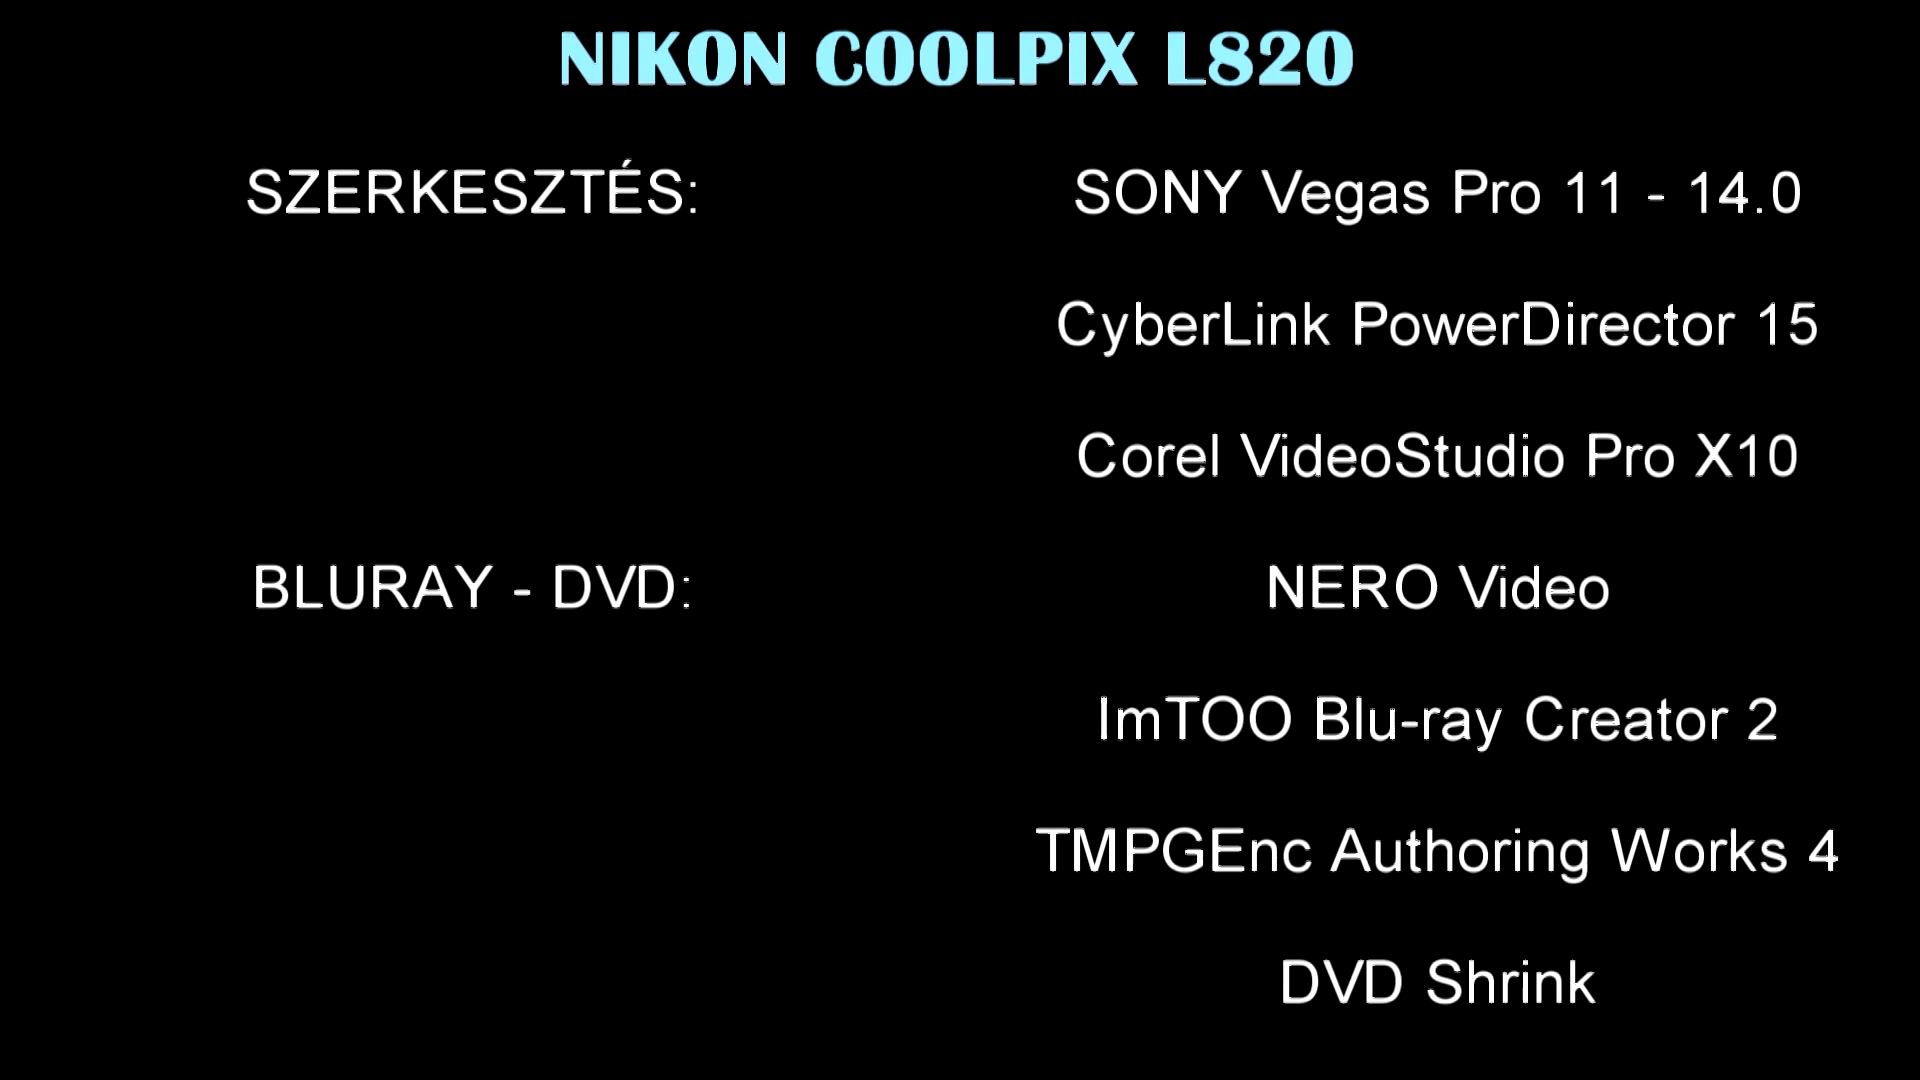 NIKON COOLPIX L820
SZERKESZTÉS: SONY Vegas Pro 11 - 14.0
CyberLink PowerDirector 15
Corel VideoStudio Pro X10
BLURAY - DVD: NERO Video
ImTOO Blu-ray Creator 2
TMPGEnc Authoring Works 4
DVD Shrink